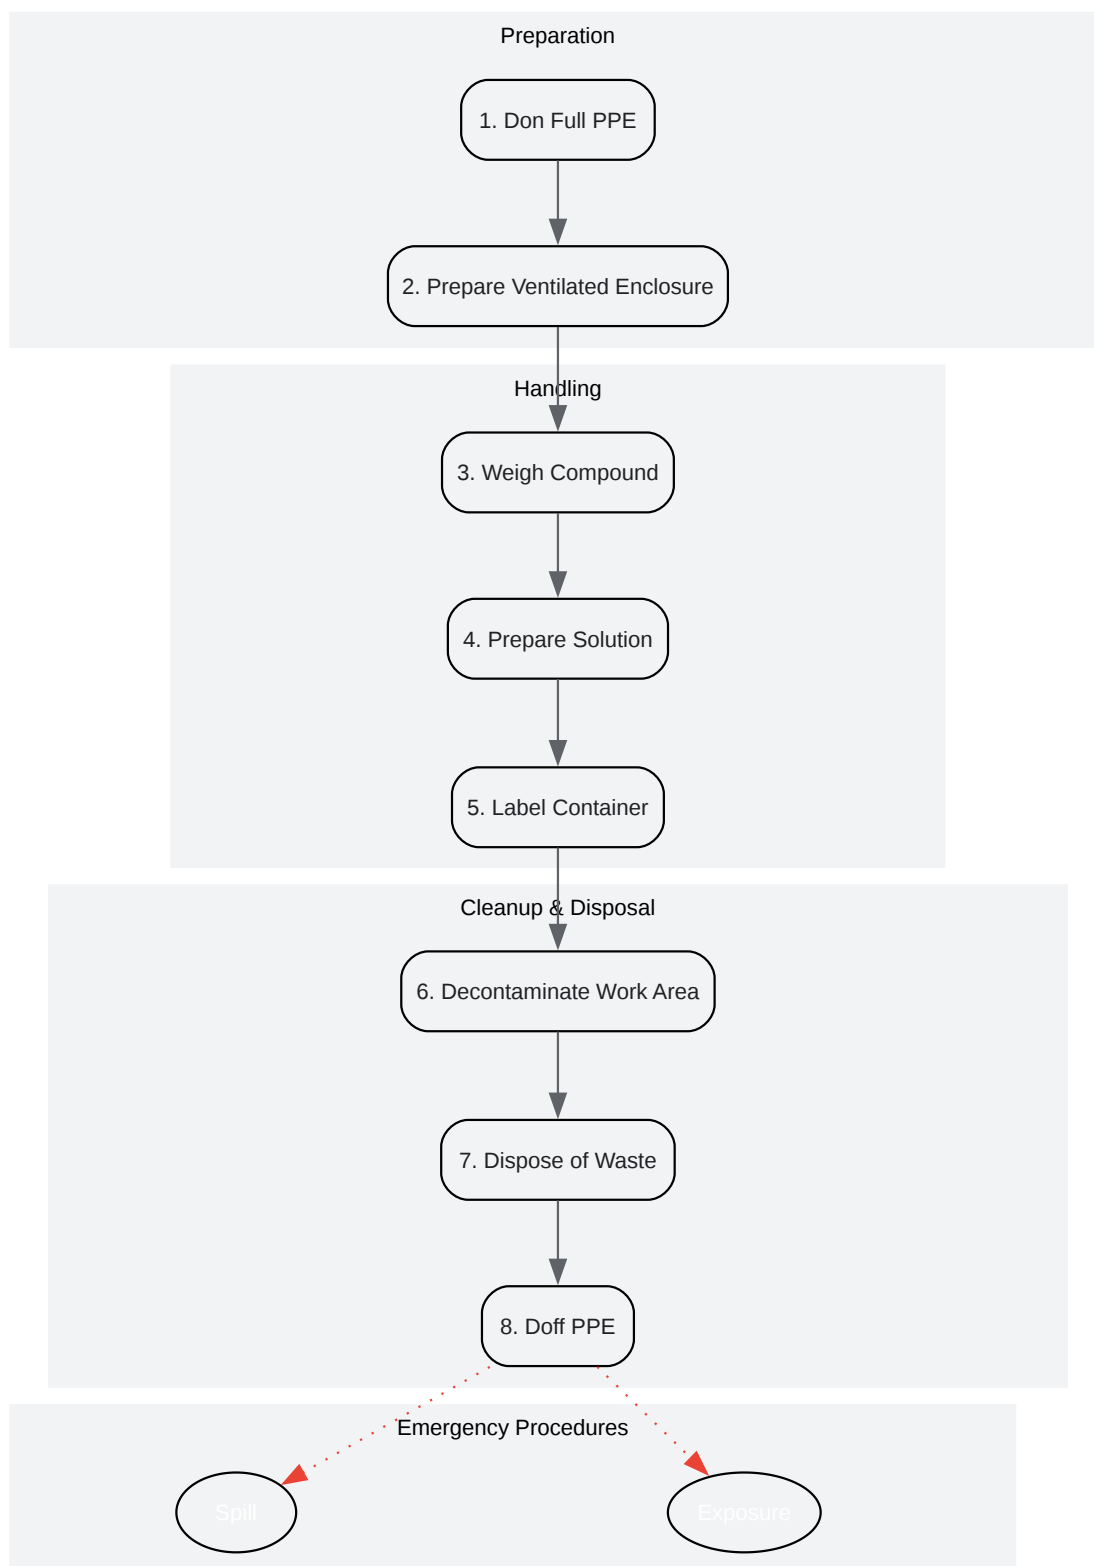 Preparation
1. Don Full PPE
2. Prepare Ventilated Enclosure
Handling
3. Weigh Compound
4. Prepare Solution
5. Label Container
Cleanup & Disposal
6. Decontaminate Work Area
7. Dispose of Waste
8. Doff PPE
Emergency Procedures
Spill
Exposure